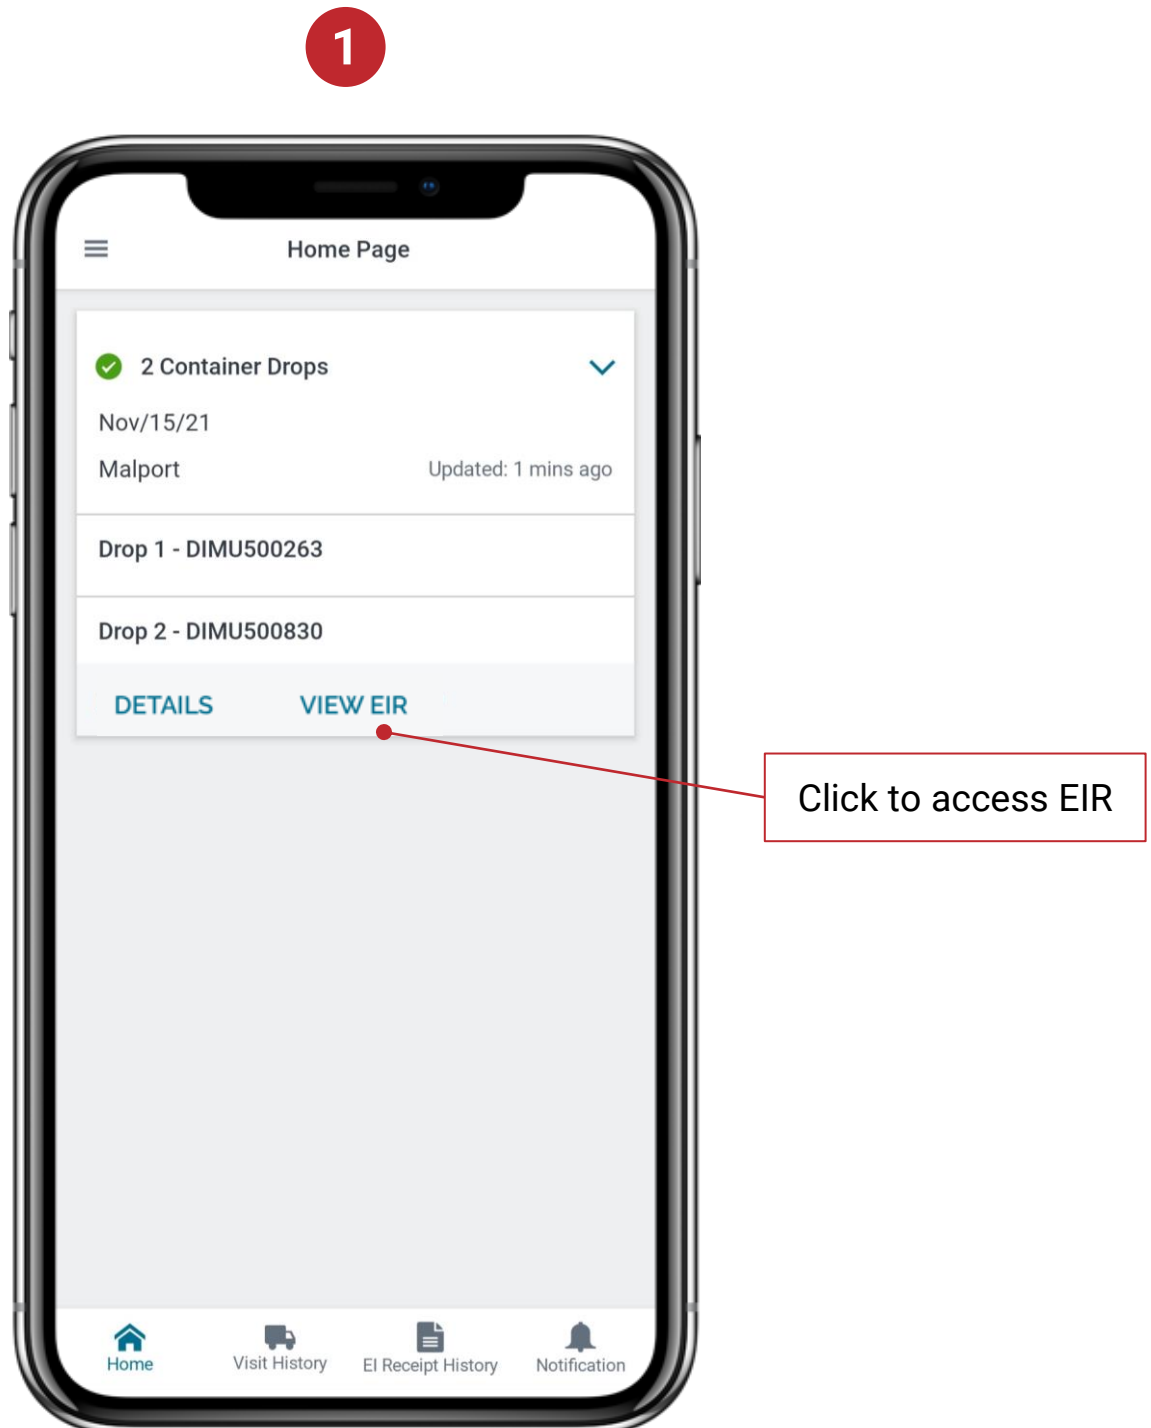 1
Home Page
2 Container Drops
Nov/15/21
Malport
Updated: 1 mins ago
Drop 1 - DIMU500263
Drop 2 - DIMU500830
DETAILS
VIEW EIR
Click to access EIR
Home
Visit History
EI Receipt History
Notification